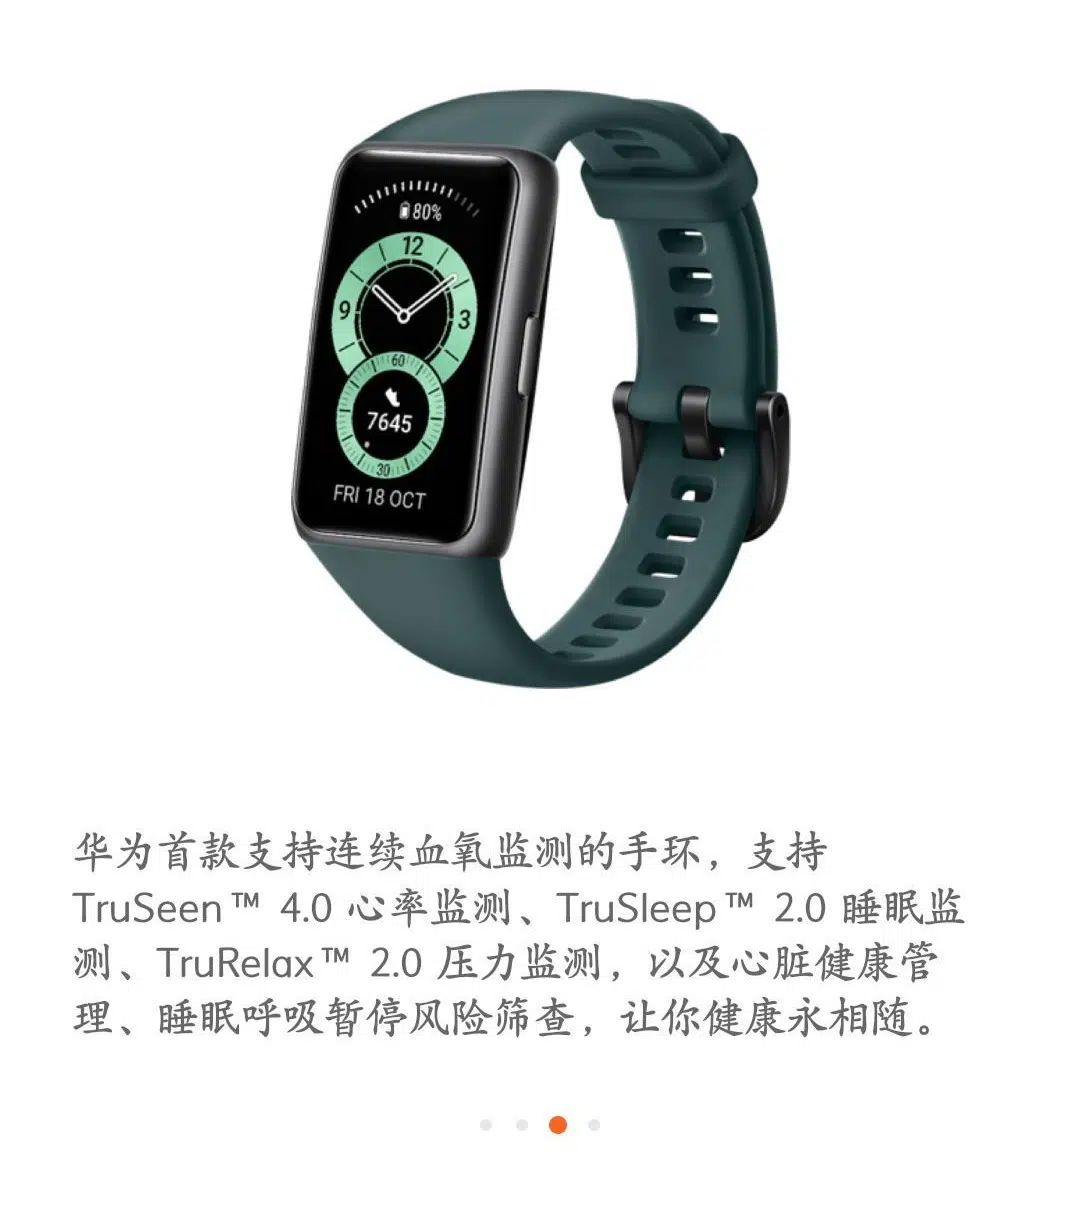 80%
12
9
3
60
7645
30
FRI 18 OCT
华为首款支持连续血氧监测的手环，支持
TruSeen™ 4.0 心率监测、TruSleep™ 2.0 睡眠监
测、TruRelax™ 2.0 压力监测，以及心脏健康管
理、睡眠呼吸暂停风险筛查，让你健康永相随。